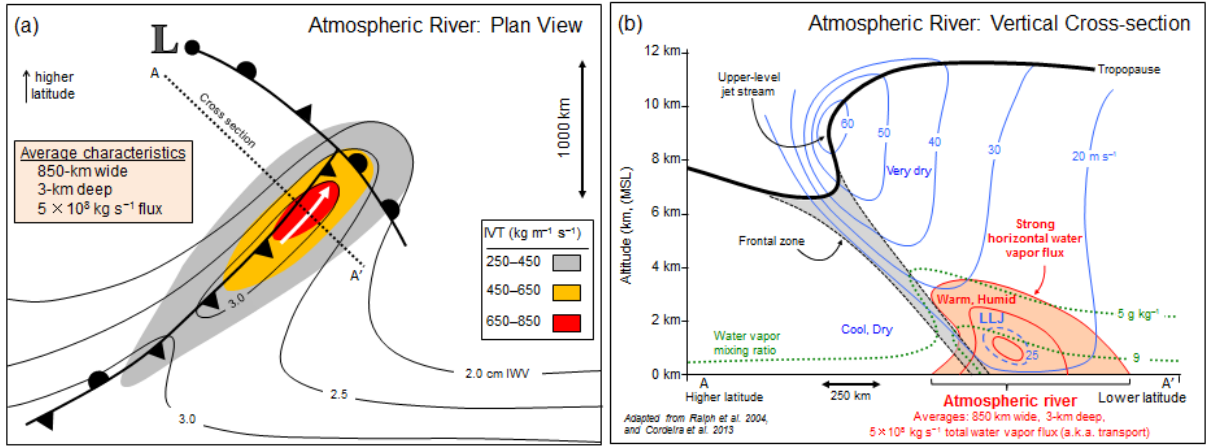 (a)
Atmospheric River: Plan View
L
A
higher
latitude
Cross section
1000 km
Average characteristics
850-km wide
3-km deep
5 × 10⁸ kg s⁻¹ flux
A'
IVT (kg m⁻¹ s⁻¹)
250–450
450–650
650–850
3.0
2.0 cm IWV
2.5
3.0
(b)
Atmospheric River: Vertical Cross-section
12 km
10 km
8 km
6 km
4 km
2 km
0 km
Altitude (km, (MSL)
Upper-level
jet stream
Tropopause
60
50
40
30
20 m s⁻¹
Very dry
Frontal zone
Strong
horizontal water
vapor flux
Warm, Humid
LLJ
25
5 g kg⁻¹
9
Cool, Dry
Water vapor
mixing ratio
A
Higher latitude
250 km
A'
Lower latitude
Atmospheric river
Averages: 850 km wide, 3-km deep,
5×10⁸ kg s⁻¹ total water vapor flux (a.k.a. transport)
Adapted from Ralph et al. 2004,
and Cordeira et al. 2013